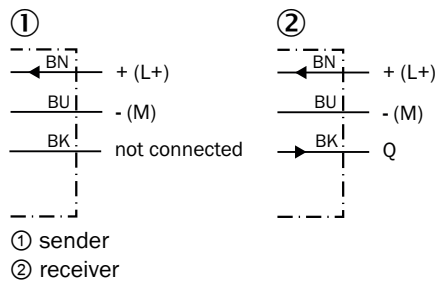 ① ②
BN + (L+) BN + (L+)
BU - (M) BU - (M)
BK not connected BK Q
① sender
② receiver